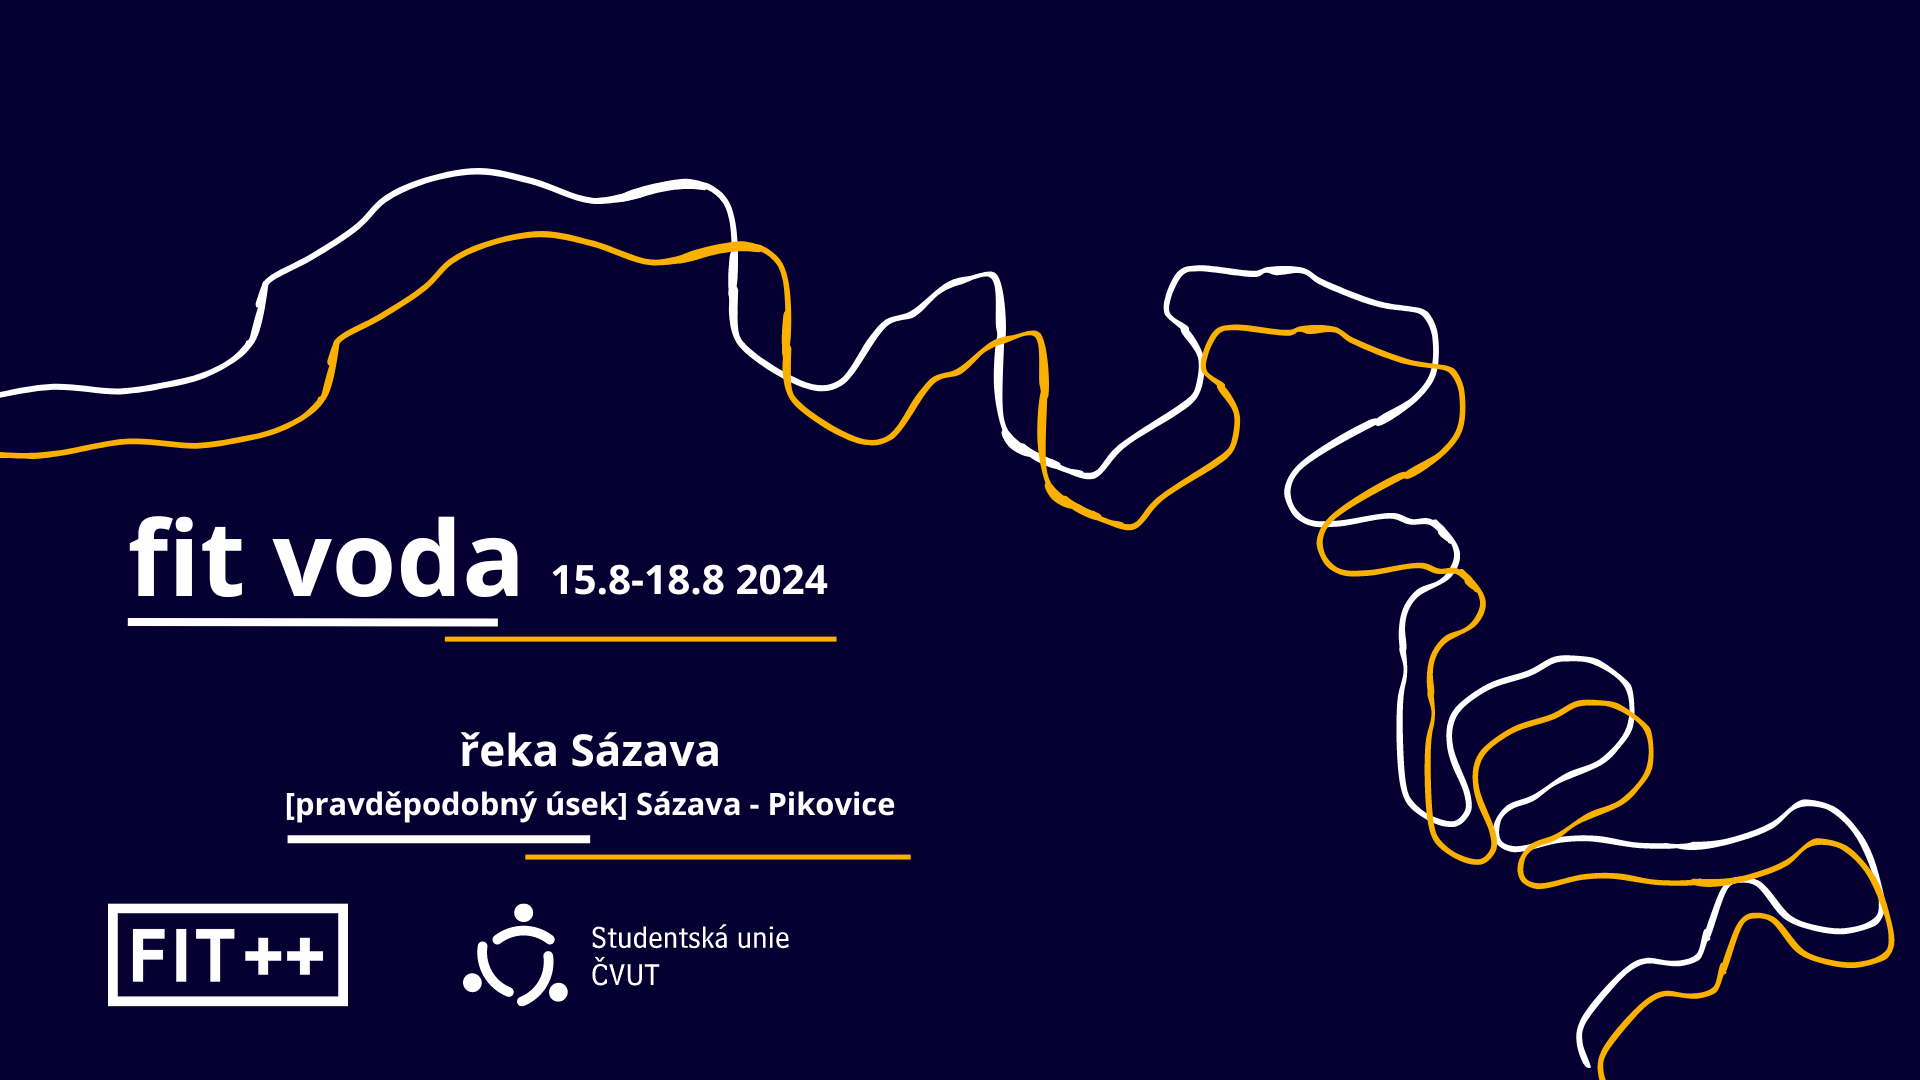 fit voda
15.8-18.8 2024
řeka Sázava
[pravděpodobný úsek] Sázava - Pikovice
FIT++
Studentská unie
ČVUT